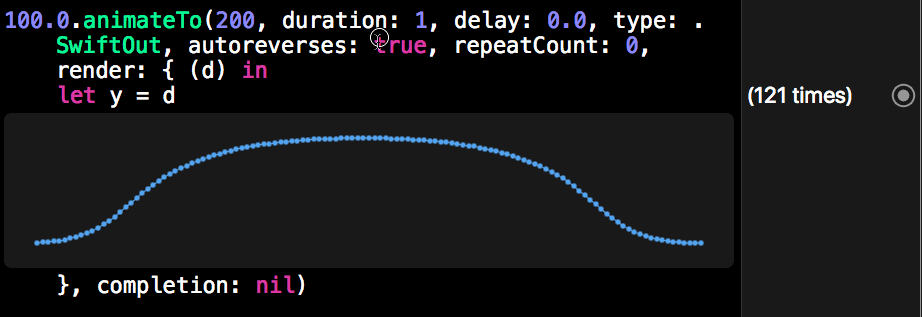 100.0.animateTo(200, duration: 1, delay: 0.0, type: .
SwiftOut, autoreverses: true, repeatCount: 0,
render: { (d) in
let y = d
(121 times)
}, completion: nil)